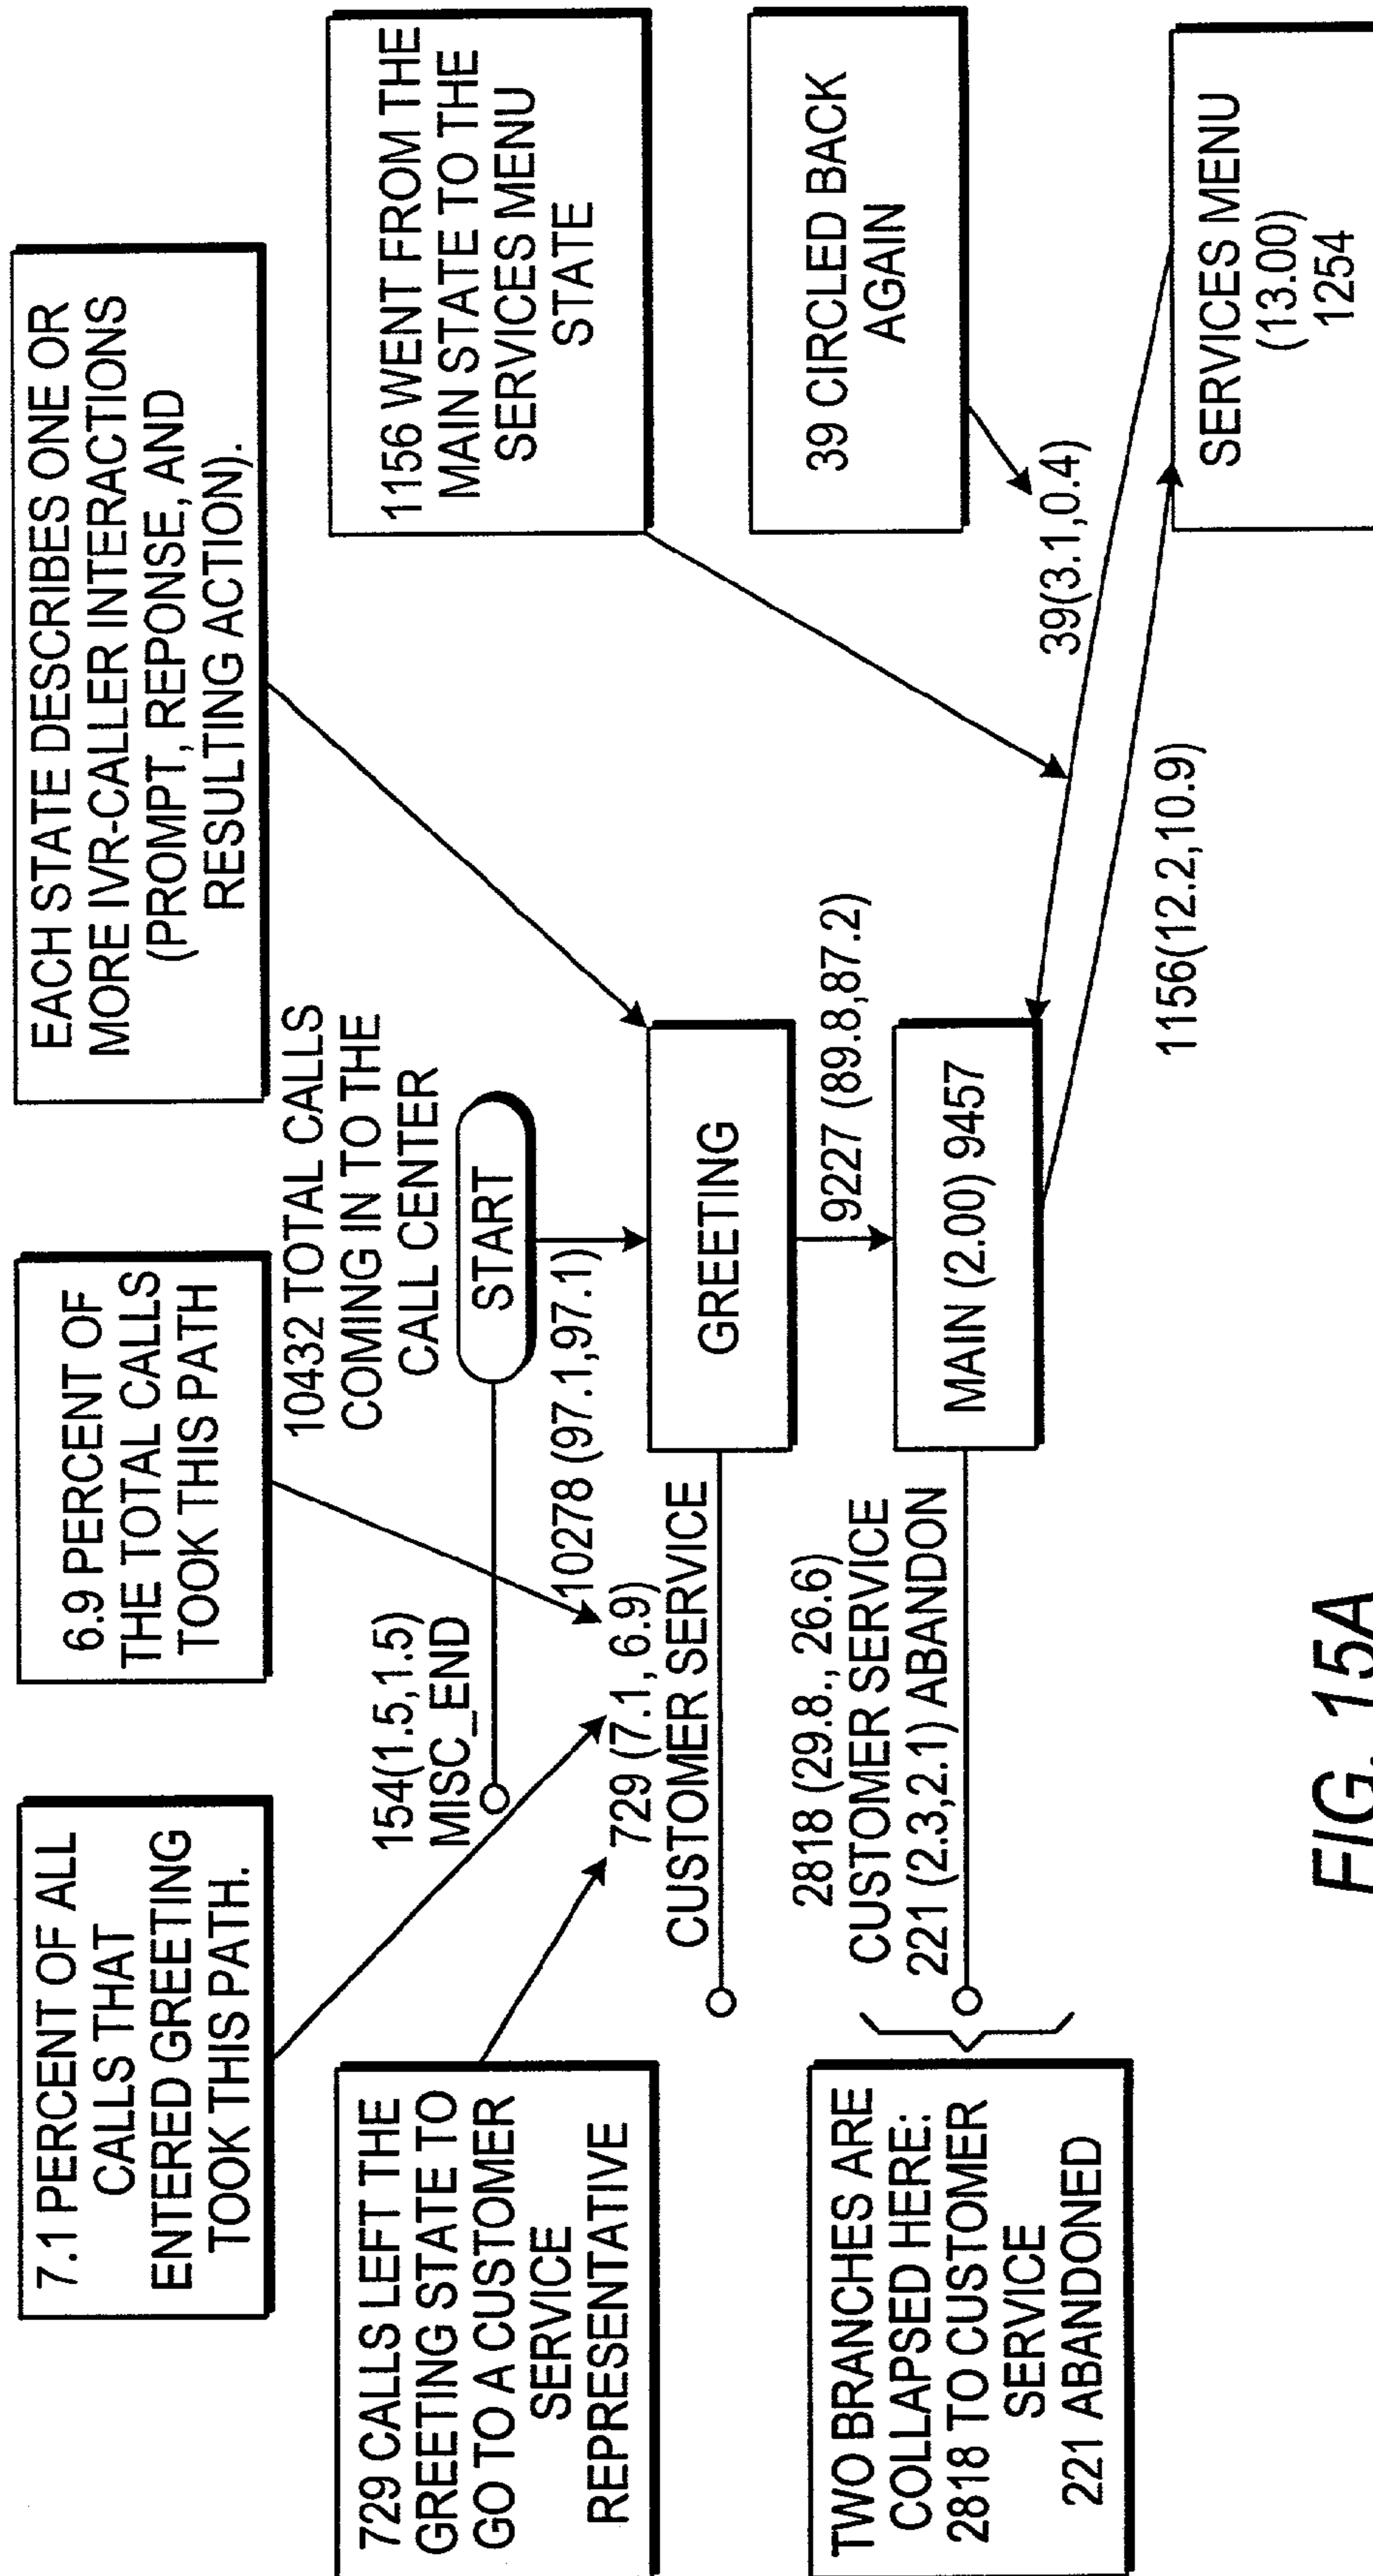 7.1 PERCENT OF ALL
CALLS THAT
ENTERED GREETING
TOOK THIS PATH.
6.9 PERCENT OF
THE TOTAL CALLS
TOOK THIS PATH
EACH STATE DESCRIBES ONE OR
MORE IVR-CALLER INTERACTIONS
(PROMPT, REPONSE, AND
RESULTING ACTION).
10432 TOTAL CALLS
COMING IN TO THE
CALL CENTER
START
154(1.5,1.5)
MISC_END
10278 (97.1,97.1)
729 CALLS LEFT THE
GREETING STATE TO
GO TO A CUSTOMER
SERVICE
REPRESENTATIVE
729 (7.1, 6.9)
CUSTOMER SERVICE
GREETING
1156 WENT FROM THE
MAIN STATE TO THE
SERVICES MENU
STATE
9227 (89.8,87.2)
TWO BRANCHES ARE
COLLAPSED HERE:
2818 TO CUSTOMER
SERVICE
221 ABANDONED
2818 (29.8., 26.6)
CUSTOMER SERVICE
221 (2.3,2.1) ABANDON
MAIN (2.00) 9457
39 CIRCLED BACK
AGAIN
39(3.1,0.4)
1156(12.2,10.9)
SERVICES MENU
(13.00)
1254
FIG. 15A